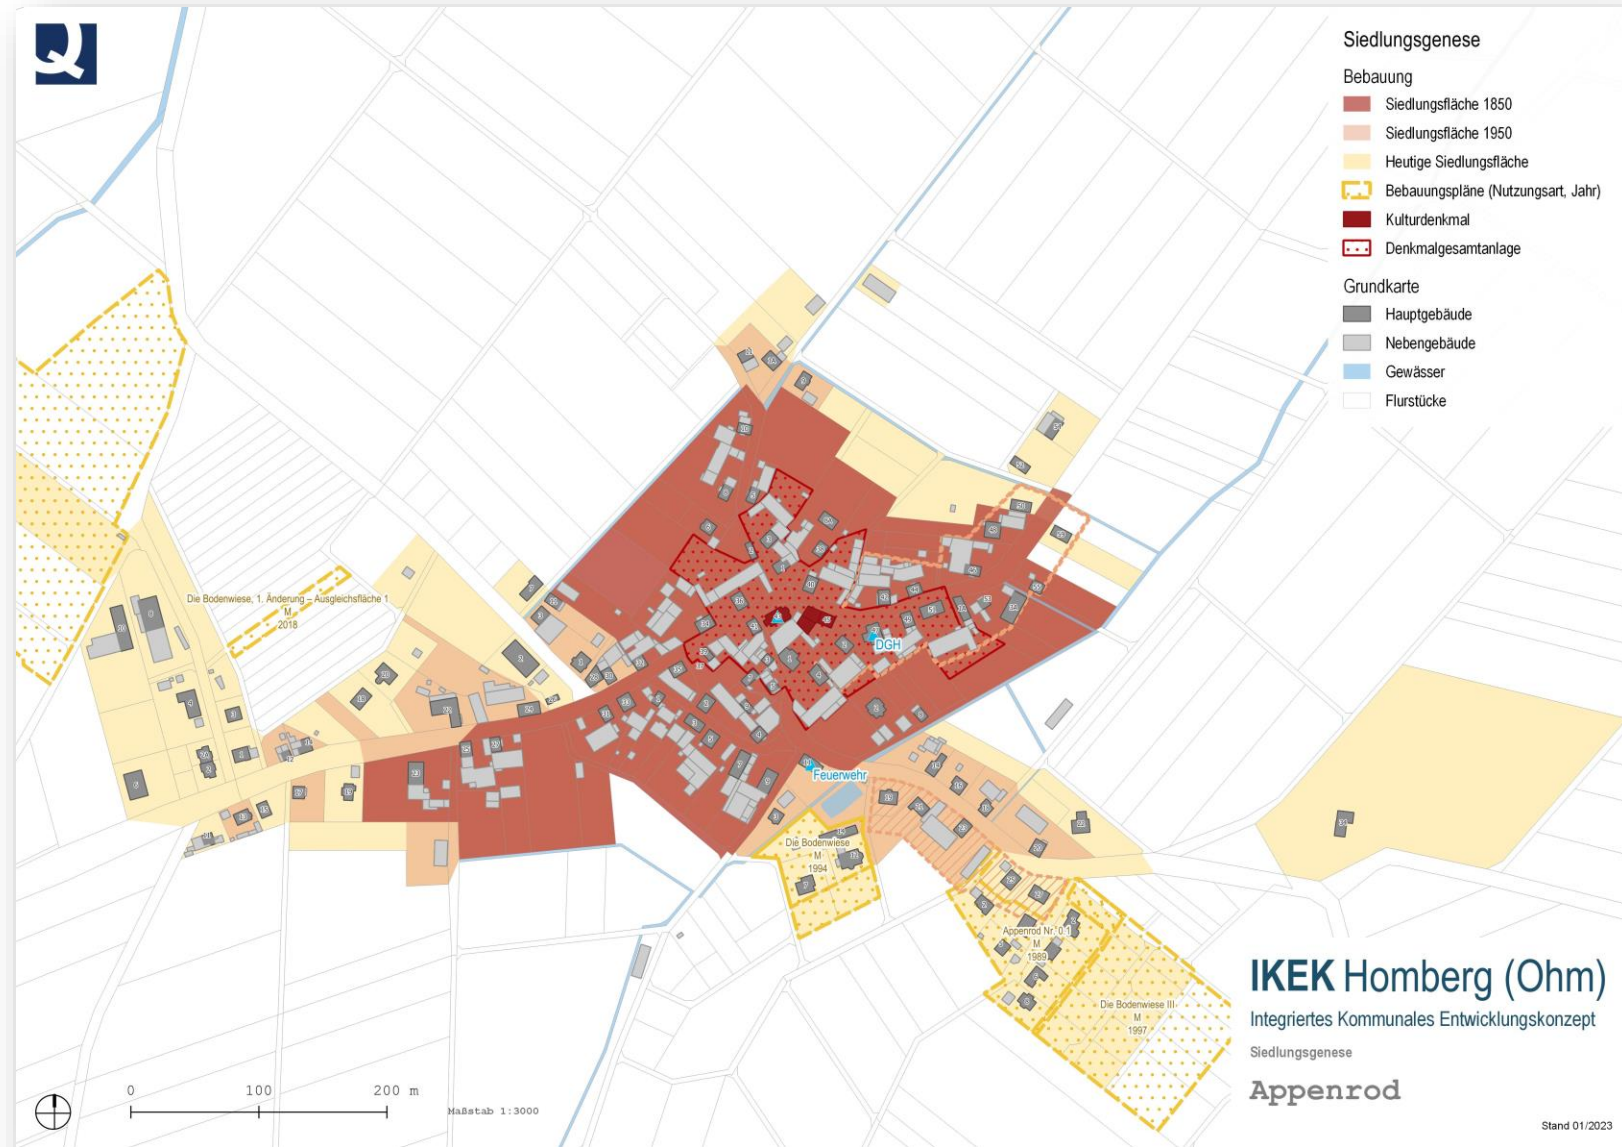 Siedlungsgenese
Bebauung
Siedlungsfläche 1850
Siedlungsfläche 1950
Heutige Siedlungsfläche
Bebauungspläne (Nutzungsart, Jahr)
Kulturdenkmal
Denkmalgesamtanlage
Grundkarte
Hauptgebäude
Nebengebäude
Gewässer
Flurstücke
Die Bodenwiese, 1. Änderung – Ausgleichsfläche 1
M
2018
DGH
Feuerwehr
Die Bodenwiese
M
1994
Appenrod Nr. 0.1
M
1989
Die Bodenwiese III
M
1997
IKEK Homberg (Ohm)
Integriertes Kommunales Entwicklungskonzept
Siedlungsgenese
Appenrod
Stand 01/2023
0 100 200 m
Maßstab 1:3000